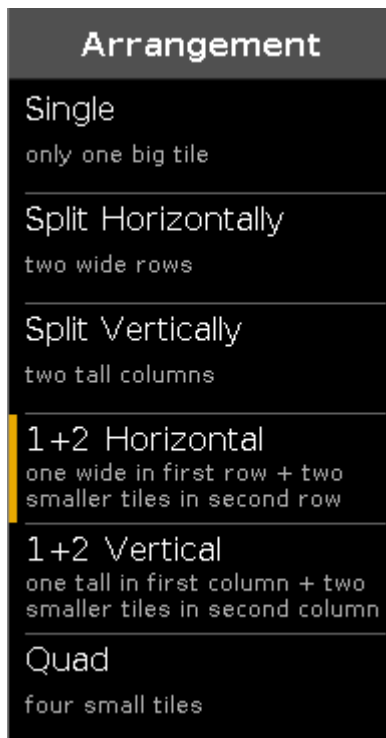 Arrangement
Single
only one big tile
Split Horizontally
two wide rows
Split Vertically
two tall columns
1+2 Horizontal
one wide in first row + two
smaller tiles in second row
1+2 Vertical
one tall in first column + two
smaller tiles in second column
Quad
four small tiles